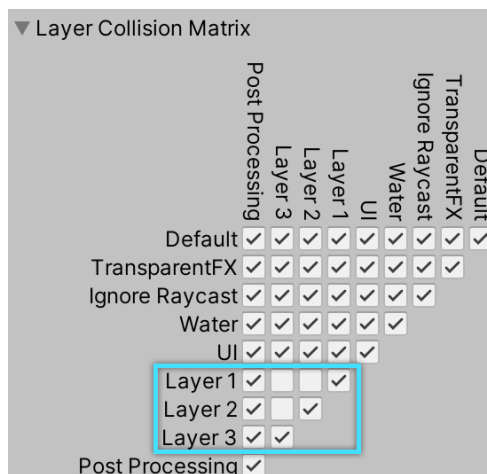 Layer Collision Matrix
Post Processing
Layer 3
Layer 2
Layer 1
UI
Water
Ignore Raycast
TransparentFX
Default
Default
TransparentFX
Ignore Raycast
Water
UI
Layer 1
Layer 2
Layer 3
Post Processing